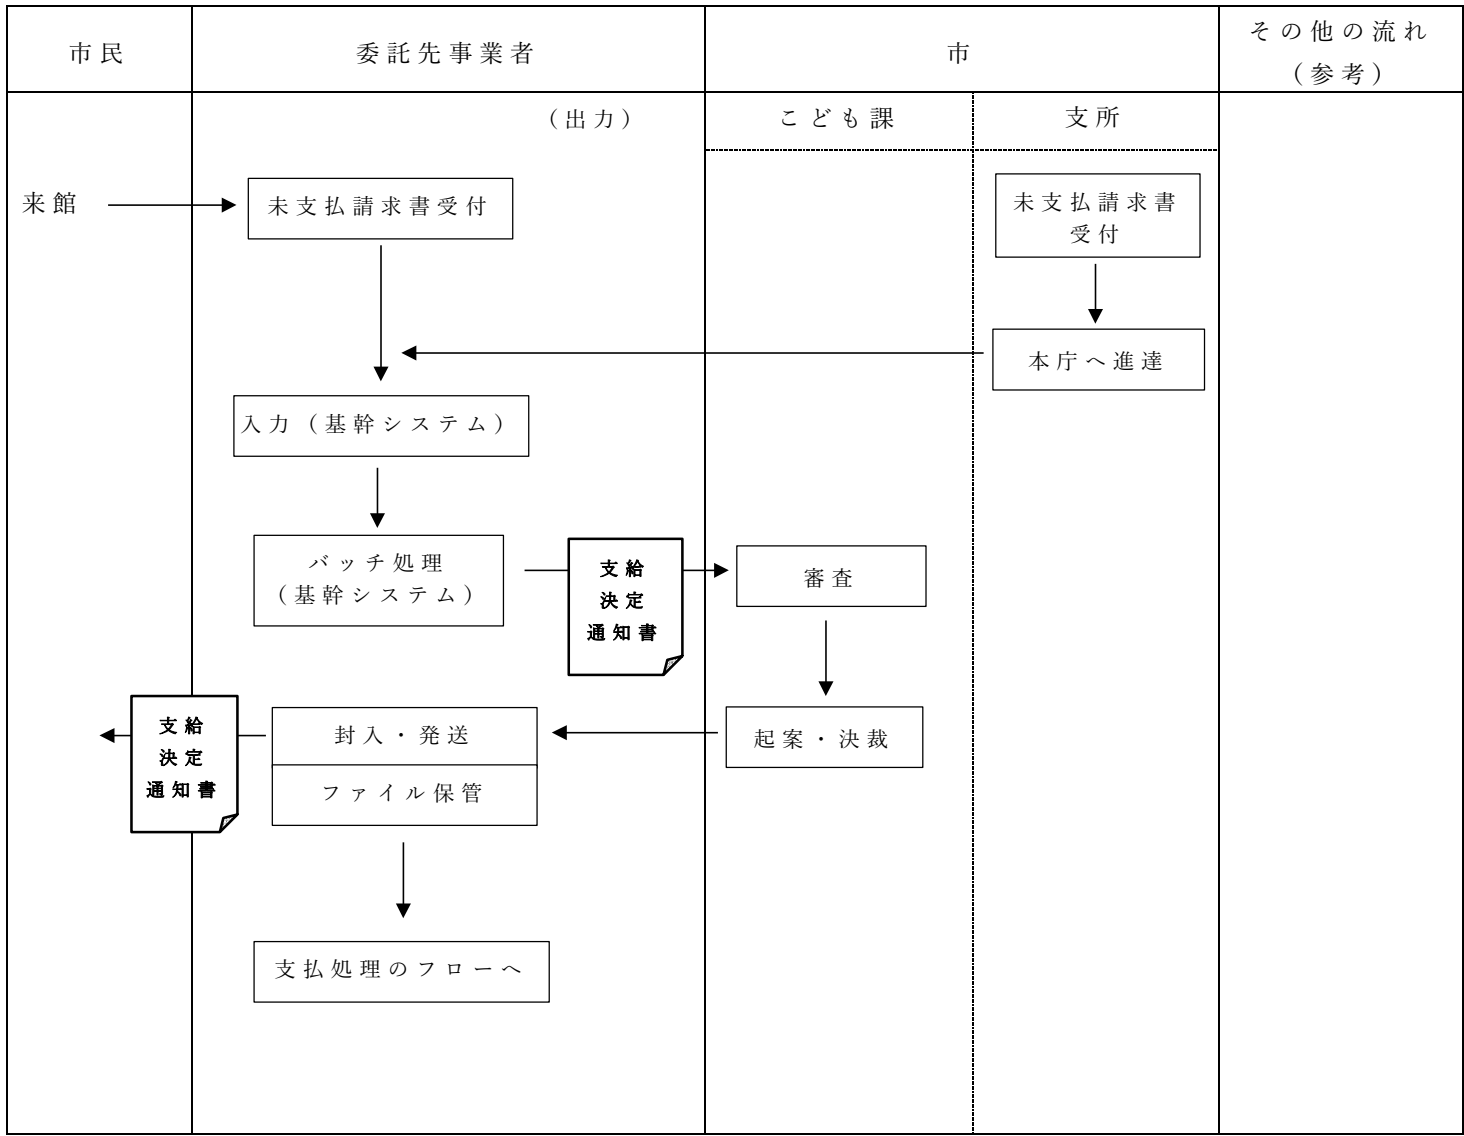 市民
委託先事業者
市
その他の流れ
（参考）
（出力）
こども課
支所
来館
未支払請求書受付
未支払請求書
受付
本庁へ進達
入力（基幹システム）
バッチ処理
（基幹システム）
支給
決定
通知書
審査
支給
決定
通知書
封入・発送
起案・決裁
ファイル保管
支払処理のフローへ